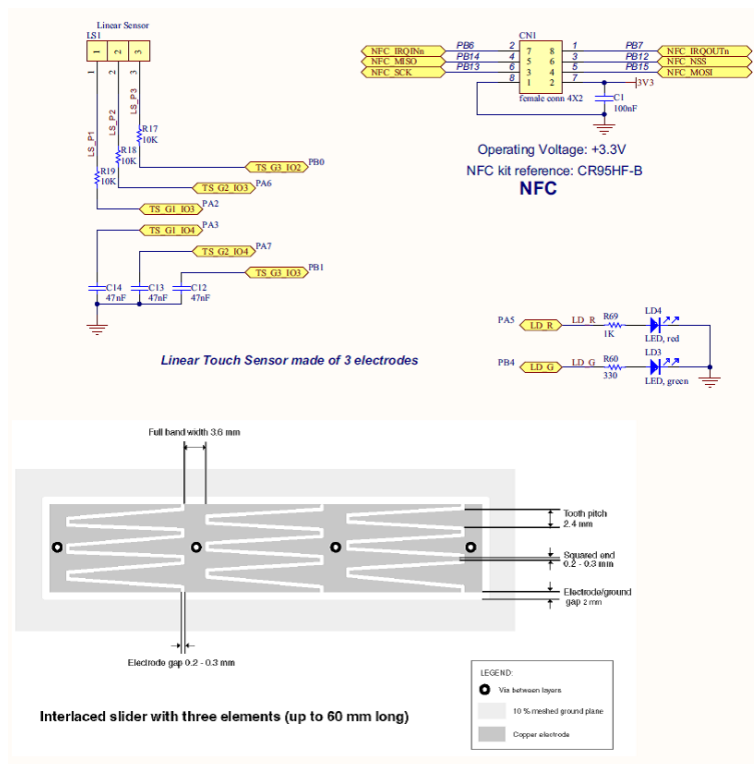 Linear Sensor
LS1
1 2 3
1 2 3
LS_P1
LS_P2
LS_P3
R17
10K
R18
10K
R19
10K
TS_G3_IO2 PB0
TS_G2_IO3 PA6
TS_G1_IO3 PA2
TS_G1_IO4 PA3
TS_G2_IO4 PA7
TS_G3_IO3 PB1
C14
47nF
C13
47nF
C12
47nF
Linear Touch Sensor made of 3 electrodes
CN1
NFC_IRQINn PB6 2 7 8 1 PB7 NFC_IRQOUTn
NFC_MISO PB14 4 5 6 3 PB12 NFC_NSS
NFC_SCK PB13 6 3 4 5 PB15 NFC_MOSI
8 1 2 7 3V3
female conn 4X2
C1
100nF
Operating Voltage: +3.3V
NFC kit reference: CR95HF-B
NFC
PA5 LD_R LD_R R69
1K
LD4
LED, red
PB4 LD_G LD_G R60
330
LD3
LED, green
Full band width 3.6 mm
Tooth pitch
2.4 mm
Squared end
0.2 - 0.3 mm
Electrode/ground
gap 2 mm
Electrode gap 0.2 - 0.3 mm
LEGEND:
Via between layers
10 % meshed ground plane
Copper electrode
Interlaced slider with three elements (up to 60 mm long)